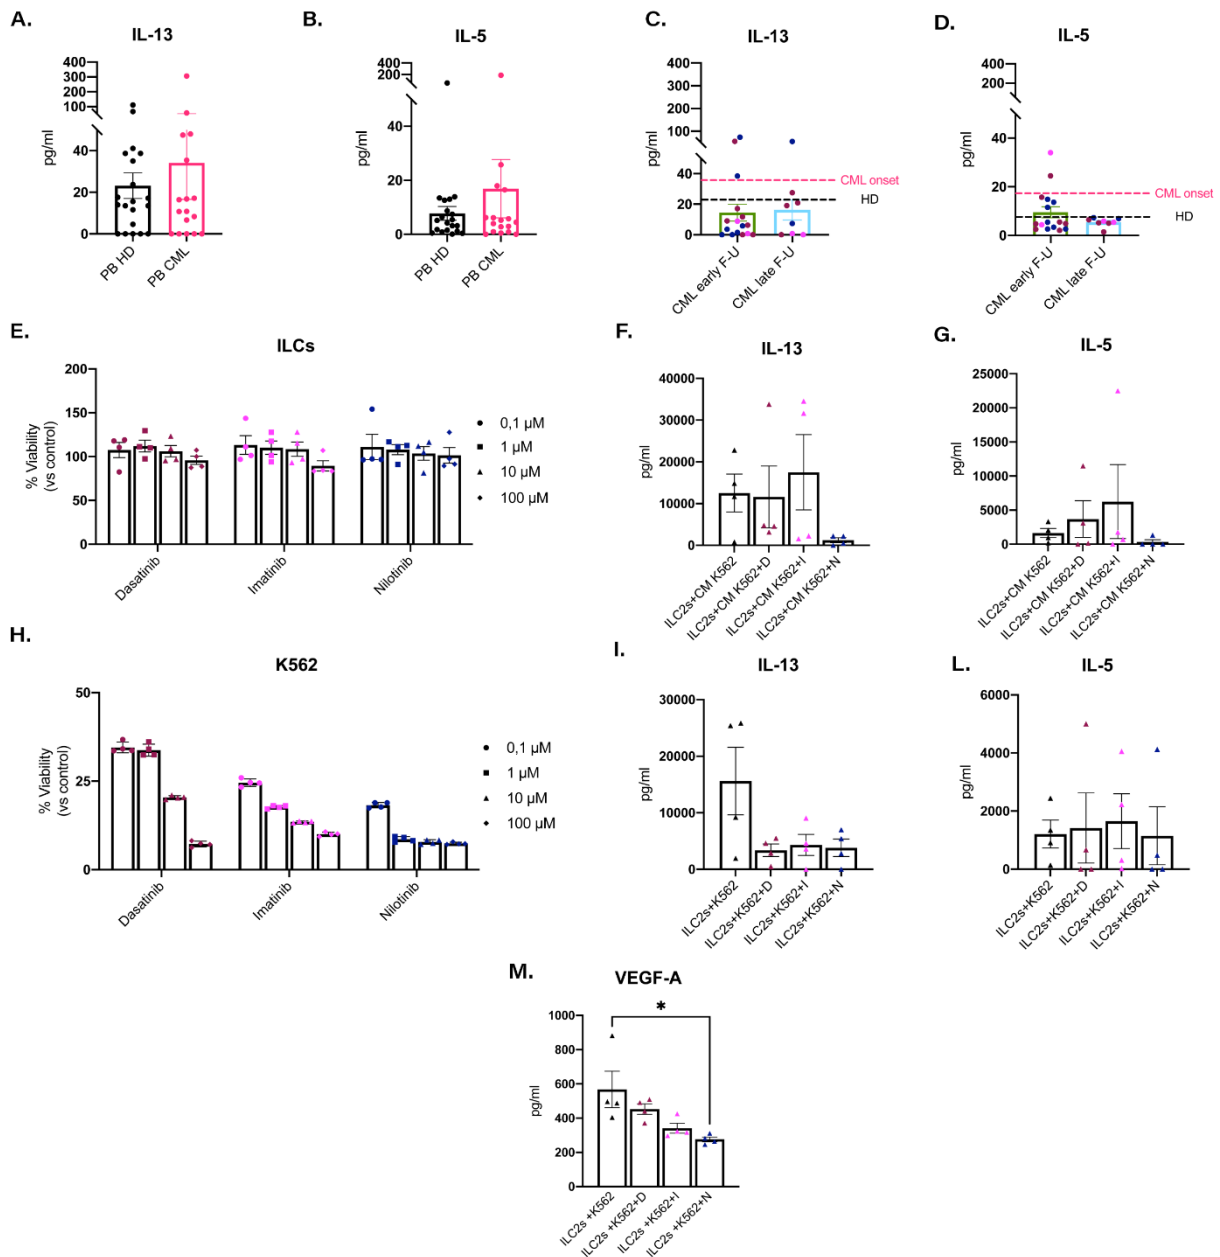 A.
IL-13
pg/ml
400
300
200
100
60
40
20
0
PB HD
PB CML
B.
IL-5
pg/ml
400
200
40
20
0
PB HD
PB CML
C.
IL-13
400
300
200
100
40
20
0
CML onset
HD
CML early F-U
CML late F-U
D.
IL-5
400
200
40
20
0
CML onset
HD
CML early F-U
CML late F-U
E.
ILCs
% Viability
(vs control)
200
150
100
50
0
Dasatinib
Imatinib
Nilotinib
0,1 µM
1 µM
10 µM
100 µM
F.
IL-13
pg/ml
40000
30000
20000
10000
0
ILC2s+CM K562
ILC2s+CM K562+D
ILC2s+CM K562+I
ILC2s+CM K562+N
G.
IL-5
pg/ml
25000
20000
15000
10000
5000
0
ILC2s+CM K562
ILC2s+CM K562+D
ILC2s+CM K562+I
ILC2s+CM K562+N
H.
K562
% Viability
(vs control)
50
25
0
Dasatinib
Imatinib
Nilotinib
0,1 µM
1 µM
10 µM
100 µM
I.
IL-13
pg/ml
30000
20000
10000
0
ILC2s+K562
ILC2s+K562+D
ILC2s+K562+I
ILC2s+K562+N
L.
IL-5
pg/ml
6000
4000
2000
0
ILC2s+K562
ILC2s+K562+D
ILC2s+K562+I
ILC2s+K562+N
M.
VEGF-A
pg/ml
1000
800
600
400
200
0
*
ILC2s +K562
ILC2s +K562+D
ILC2s +K562+I
ILC2s +K562+N